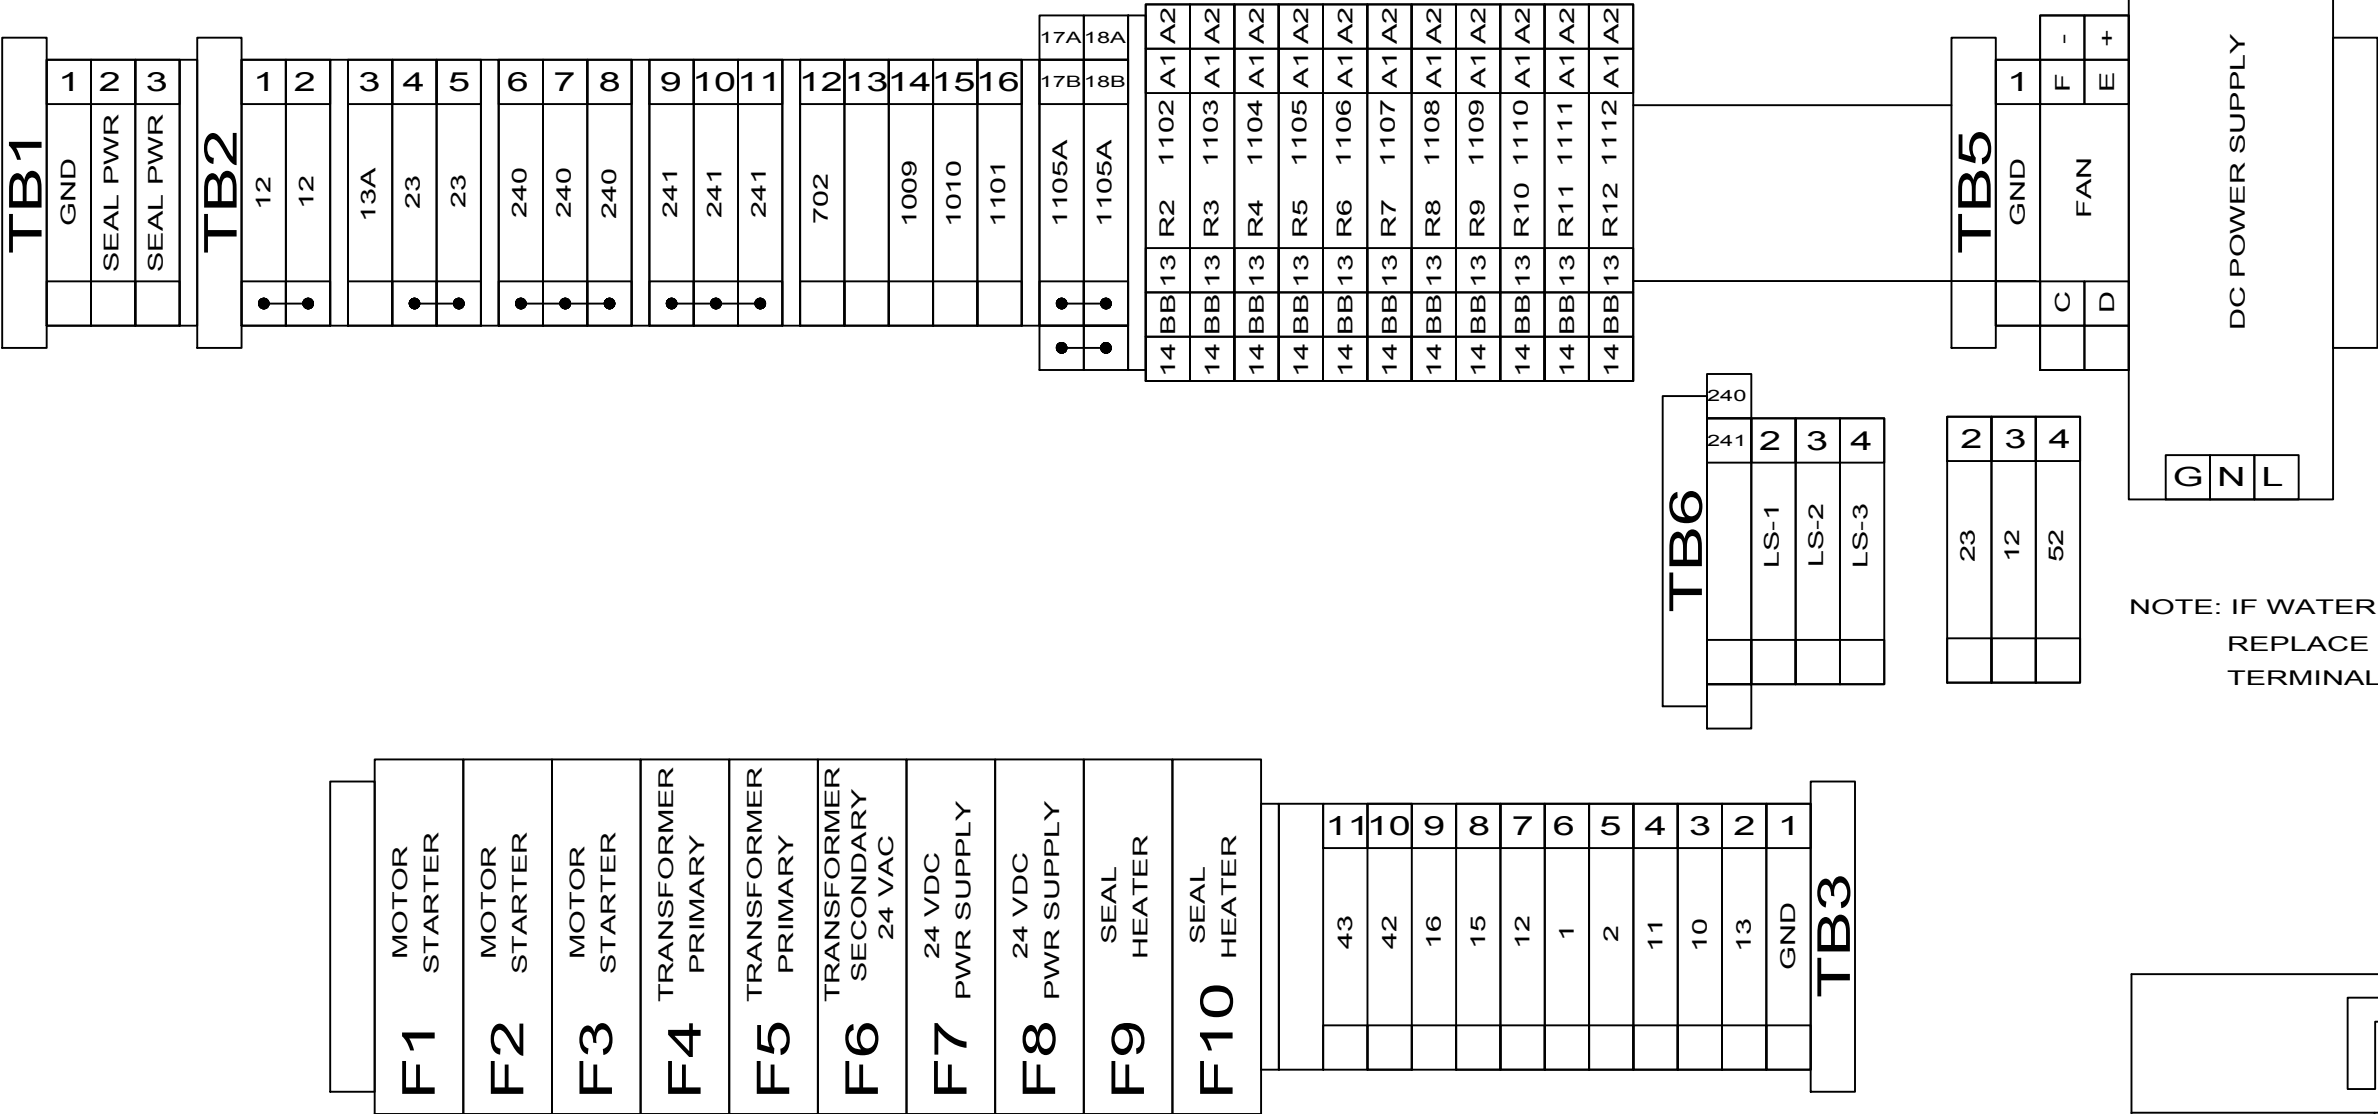 TB1
1 2 3
GND
SEAL PWR
SEAL PWR
TB2
1 2 3 4 5 6 7 8 9 10 11 12 13 14 15 16
12
12
13A
23
23
240
240
240
241
241
241
702
1009
1010
1101
17A 18A
17B 18B
1105A
1105A
A2 A2 A2 A2 A2 A2 A2 A2 A2 A2 A2
A1 A1 A1 A1 A1 A1 A1 A1 A1 A1 A1
R2 1102
R3 1103
R4 1104
R5 1105
R6 1106
R7 1107
R8 1108
R9 1109
R10 1110
R11 1111
R12 1112
13 13 13 13 13 13 13 13 13 13 13
BB BB BB BB BB BB BB BB BB BB BB
14 14 14 14 14 14 14 14 14 14 14
TB5
1
GND
- +
F E
FAN
C D
DC POWER SUPPLY
G N L
TB6
240
241 2 3 4
LS-1
LS-2
LS-3
2 3 4
23
12
52
NOTE: IF WATER
REPLACE
TERMINAL
F1 MOTOR
STARTER
F2 MOTOR
STARTER
F3 MOTOR
STARTER
F4 TRANSFORMER
PRIMARY
F5 TRANSFORMER
PRIMARY
F6 TRANSFORMER
SECONDARY
24 VAC
F7 24 VDC
PWR SUPPLY
F8 24 VDC
PWR SUPPLY
F9 SEAL
HEATER
F10 SEAL
HEATER
11 10 9 8 7 6 5 4 3 2 1
43
42
16
15
12
1
2
11
10
13
GND
TB3